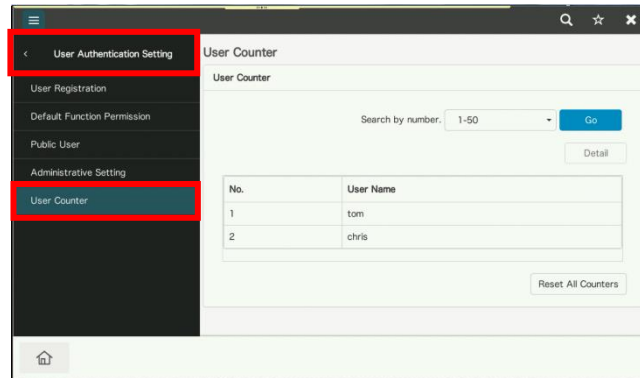 User Authentication Setting
User Registration
Default Function Permission
Public User
Administrative Setting
User Counter
User Counter
User Counter
Search by number. 1-50 Go
Detail
No. User Name
1 tom
2 chris
Reset All Counters